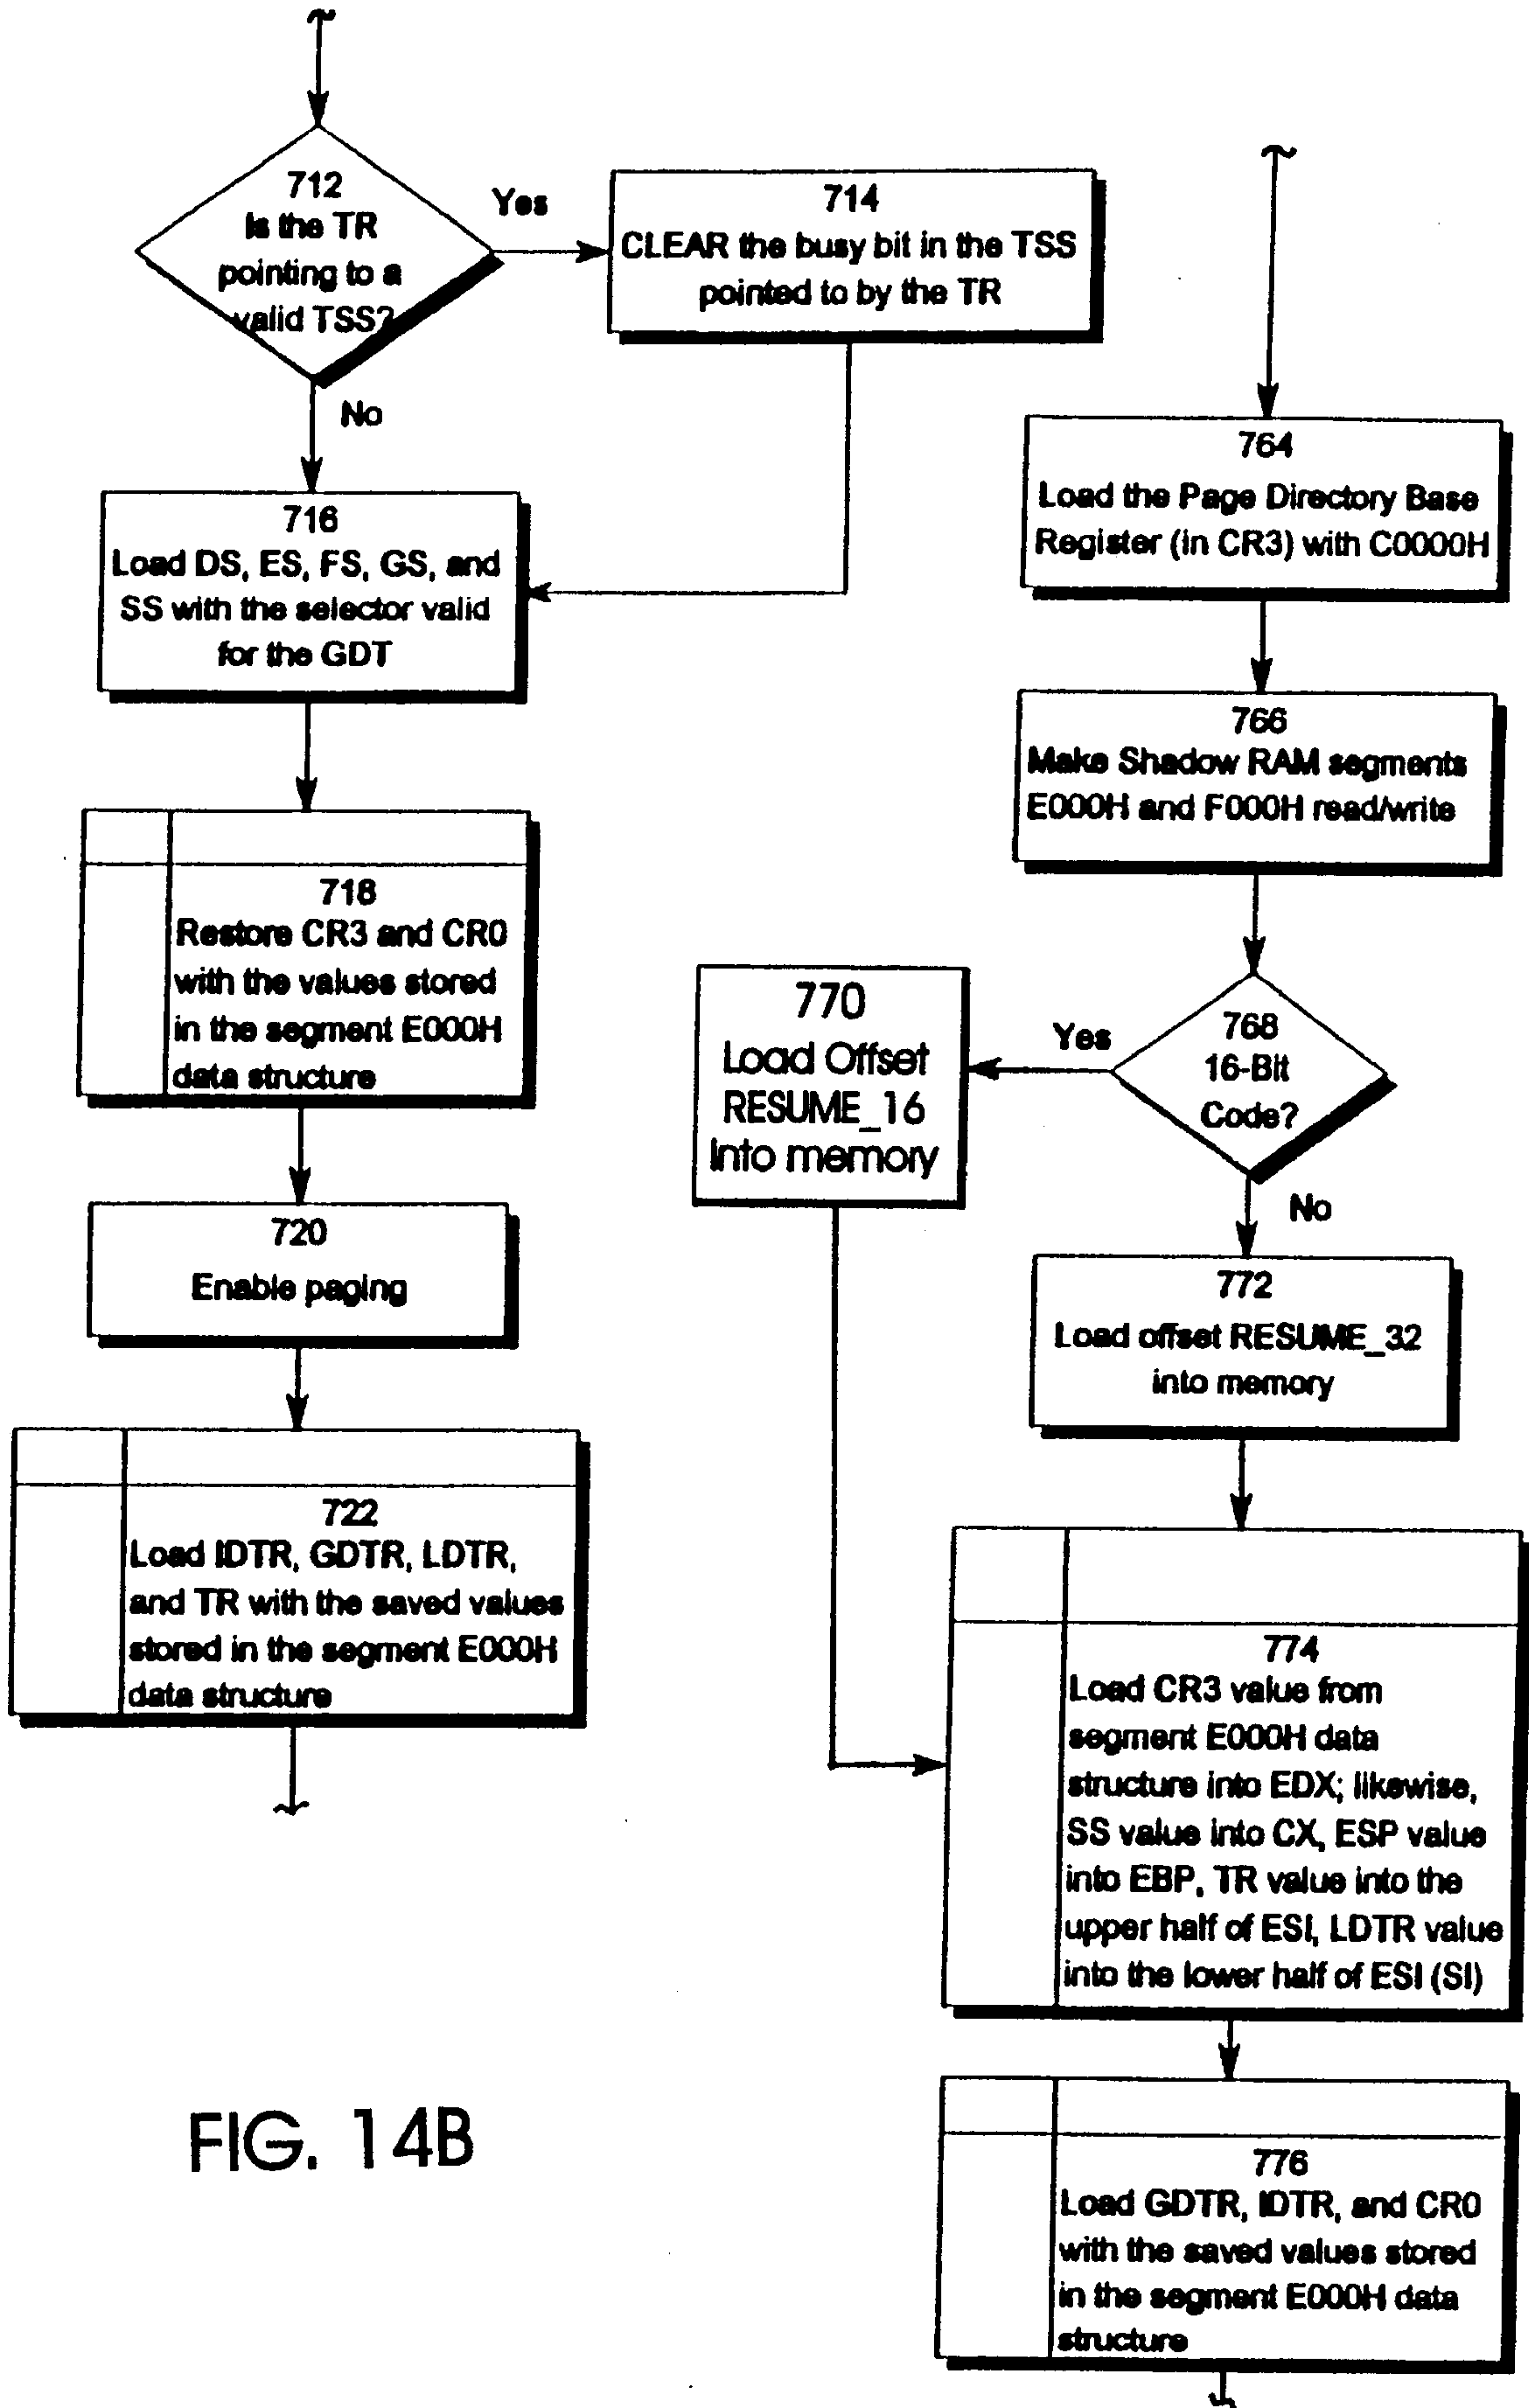 712
Is the TR
pointing to a
valid TSS?
Yes
No
714
CLEAR the busy bit in the TSS
pointed to by the TR
716
Load DS, ES, FS, GS, and
SS with the selector valid
for the GDT
718
Restore CR3 and CR0
with the values stored
in the segment E000H
data structure
720
Enable paging
722
Load IDTR, GDTR, LDTR,
and TR with the saved values
stored in the segment E000H
data structure
764
Load the Page Directory Base
Register (in CR3) with C0000H
766
Make Shadow RAM segments
E000H and F000H read/write
768
16-Bit
Code?
Yes
No
770
Load Offset
RESUME_16
Into memory
772
Load offset RESUME_32
into memory
774
Load CR3 value from
segment E000H data
structure into EDX; likewise,
SS value into CX, ESP value
into EBP, TR value into the
upper half of ESI, LDTR value
into the lower half of ESI (SI)
776
Load GDTR, IDTR, and CR0
with the saved values stored
in the segment E000H data
structure
FIG. 14B